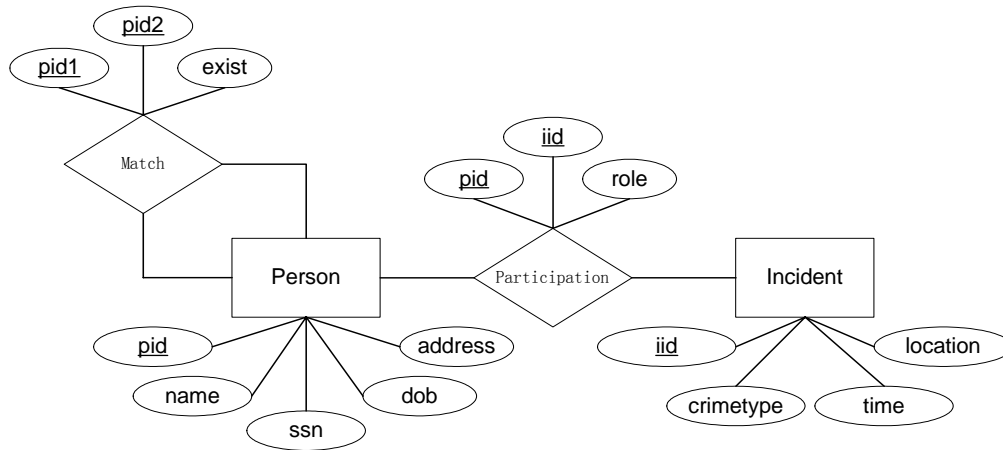 pid2
pid1
exist
iid
Match
pid
role
Person
Participation
Incident
pid
address
iid
location
name
dob
crimetype
time
ssn